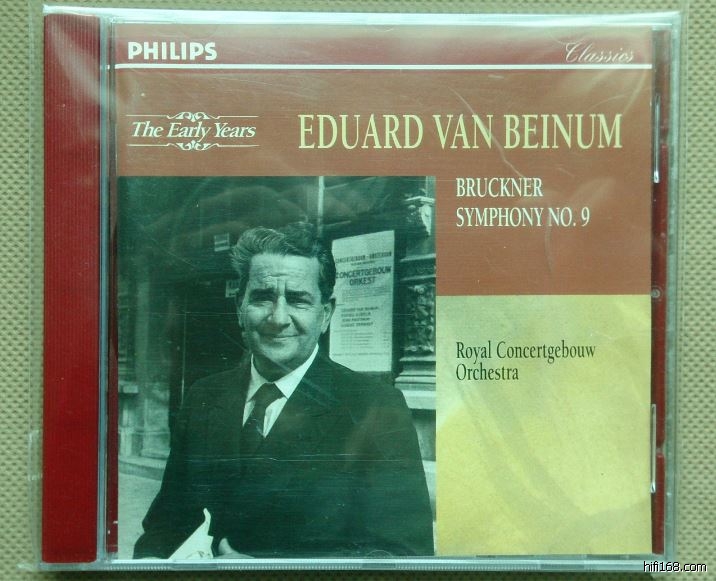 PHILIPS
Classics
The Early Years
EDUARD VAN BEINUM
BRUCKNER
SYMPHONY NO. 9
CONCERTGEBOUW
ORKEST
Royal Concertgebouw
Orchestra
hifi168.com